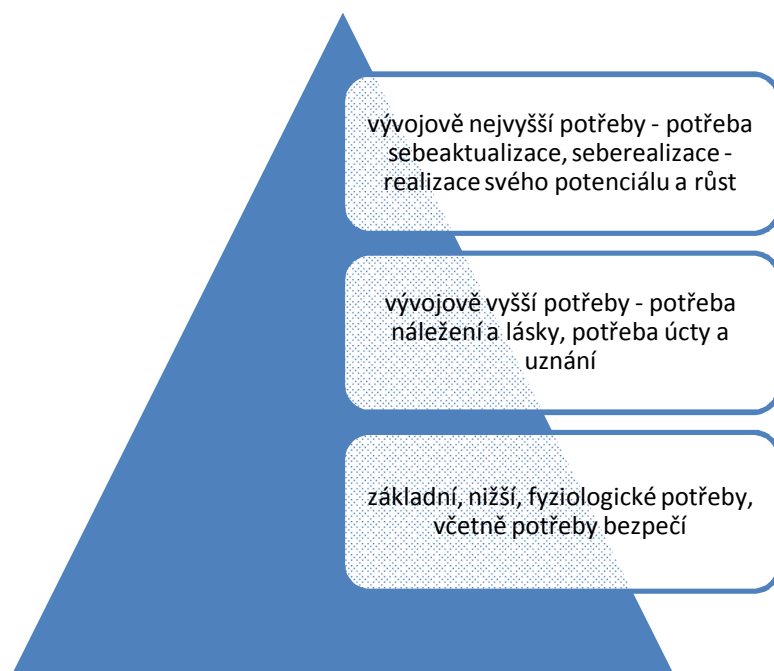 vývojově nejvyšší potřeby - potřeba
sebeaktualizace, seberealizace -
realizace svého potenciálu a růst
vývojově vyšší potřeby - potřeba
náležení a lásky, potřeba úcty a
uznání
základní, nižší, fyziologické potřeby,
včetně potřeby bezpečí